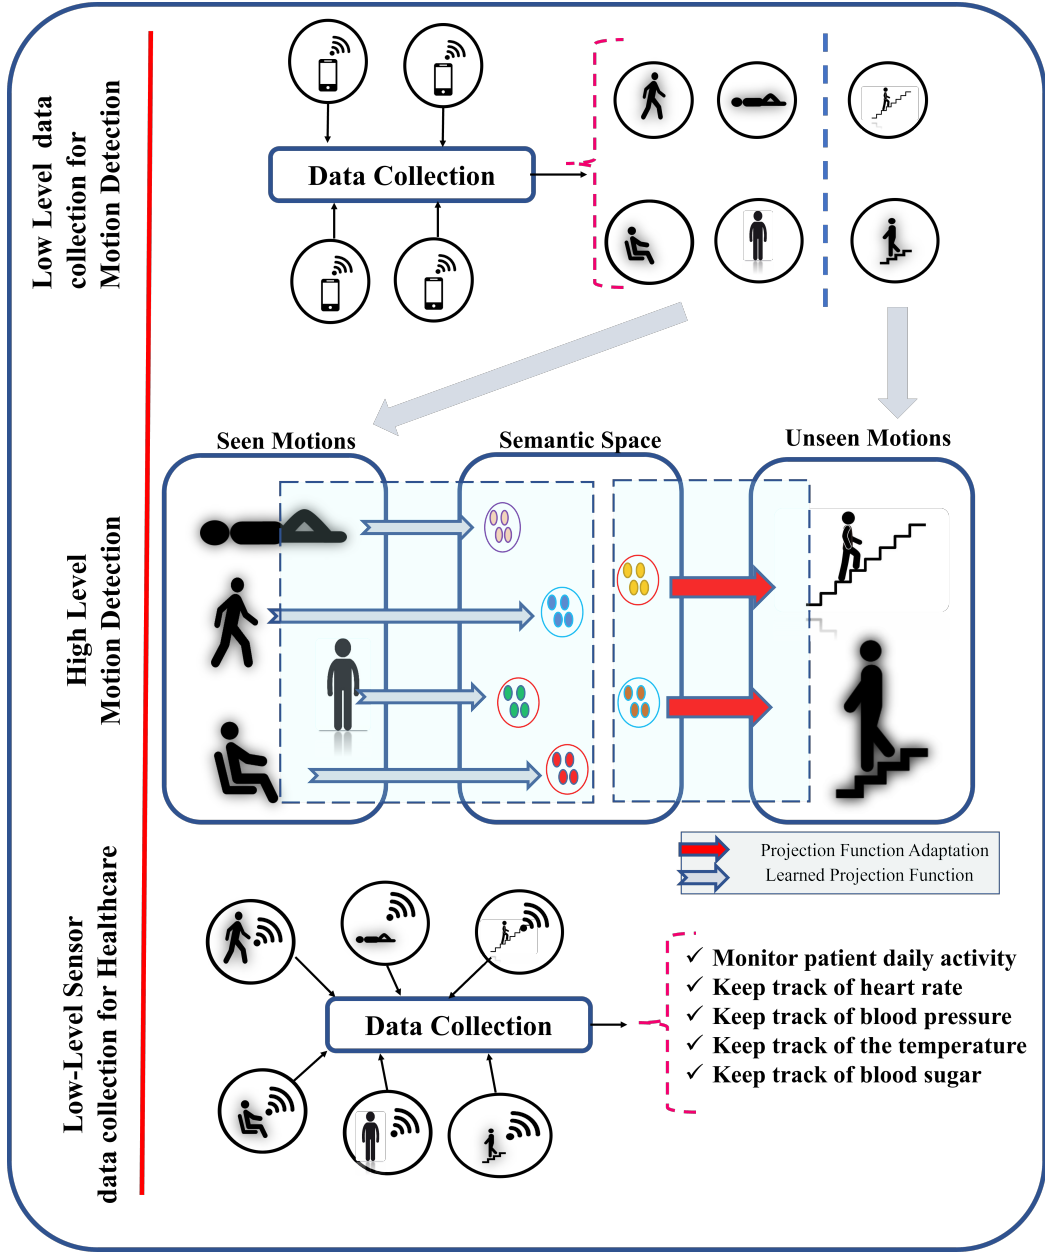 Low Level data
collection for
Motion Detection
Data Collection
Seen Motions
Semantic Space
Unseen Motions
High Level
Motion Detection
Projection Function Adaptation
Learned Projection Function
Low-Level Sensor
data collection for Healthcare
Data Collection
✓ Monitor patient daily activity
✓ Keep track of heart rate
✓ Keep track of blood pressure
✓ Keep track of the temperature
✓ Keep track of blood sugar